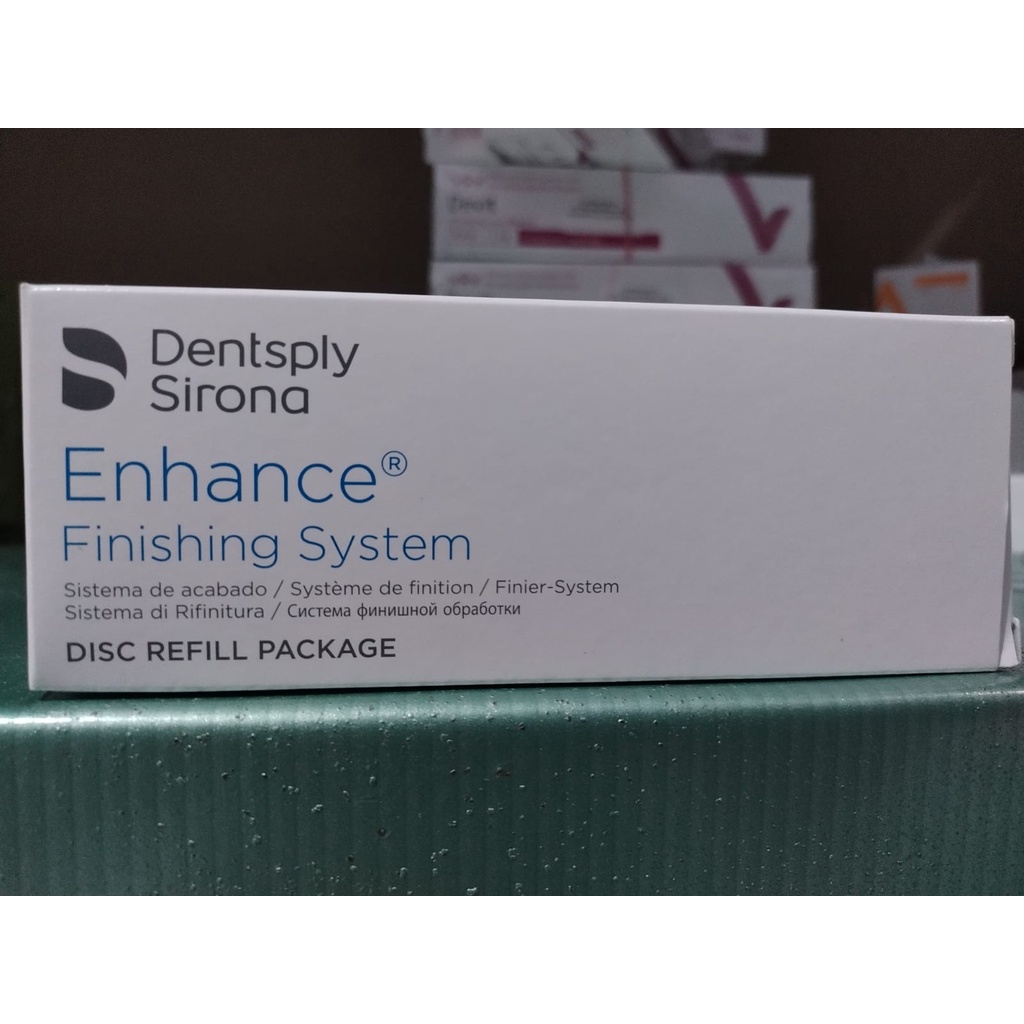 Dentsply
Sirona
Enhance®
Finishing System
Sistema de acabado / Système de finition / Finier-System
Sistema di Rifinitura / Система финишной обработки
DISC REFILL PACKAGE